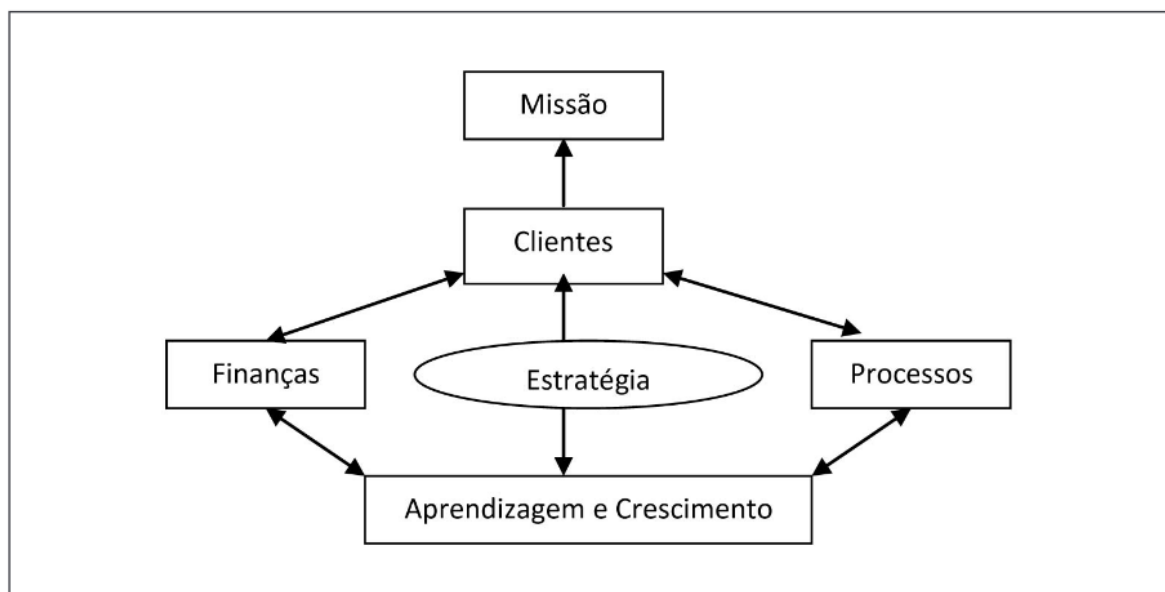 Missão
Clientes
Finanças
Estratégia
Processos
Aprendizagem e Crescimento